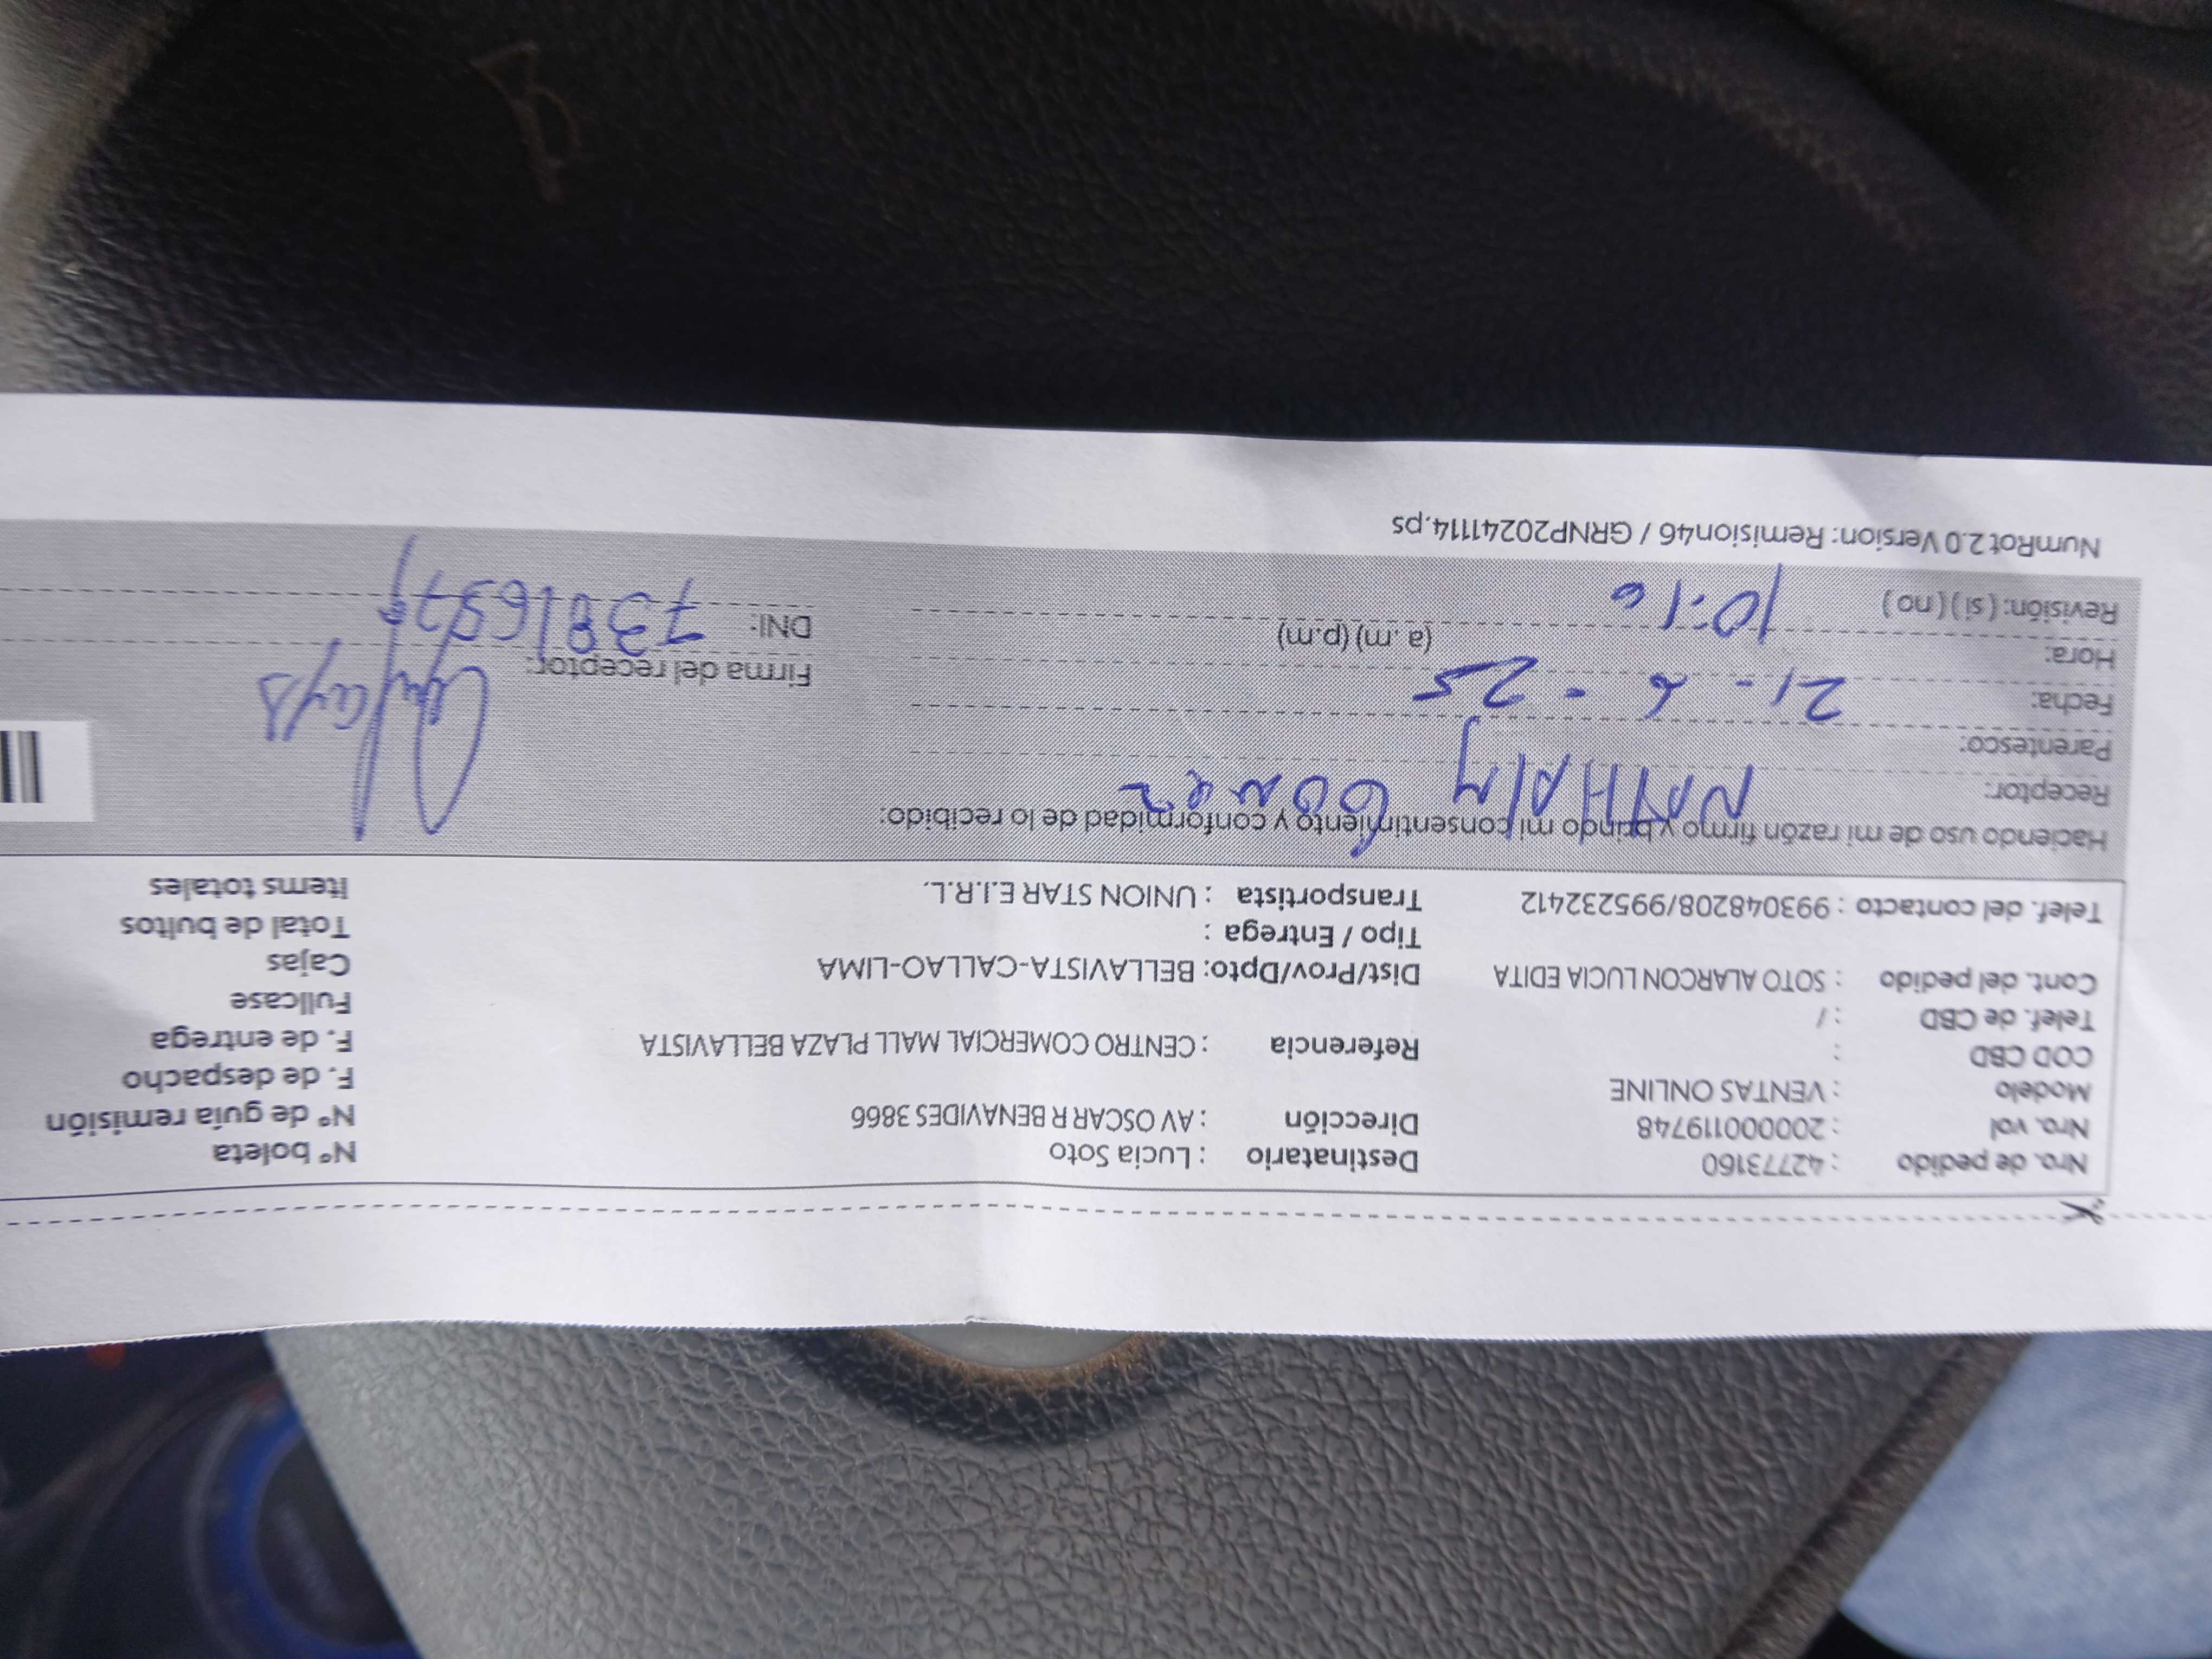 Nro. de pedido : 42773160 Destinatario : Lucia Soto Nº boleta
Nro. vol : 20000119748 Dirección : AV OSCAR R BENAVIDES 3866 Nº de guía remisión
Modelo : VENTAS ONLINE F. de despacho
COD CBD : Referencia : CENTRO COMERCIAL MALL PLAZA BELLAVISTA F. de entrega
Telef. de CBD : / Fullcase
Cont. del pedido : SOTO ALARCON LUCIA EDITA Dist/Prov/Dpto: BELLAVISTA-CALLAO-LIMA Cajas
Tipo / Entrega : Total de bultos
Telef. del contacto : 993048208/995232412 Transportista : UNION STAR E.I.R.L. Items totales
Haciendo uso de mi razón firmo y brindo mi consentimiento y conformidad de lo recibido:
Receptor: NATHALY
Parentesco:
Fecha: 21-6-25 Firma del receptor:
Hora: 10:16 (a.m) (p.m) DNI:
Revisión: (si) (no)
NumRot 2.0 Version: Remision46 / GRNP20241114.ps